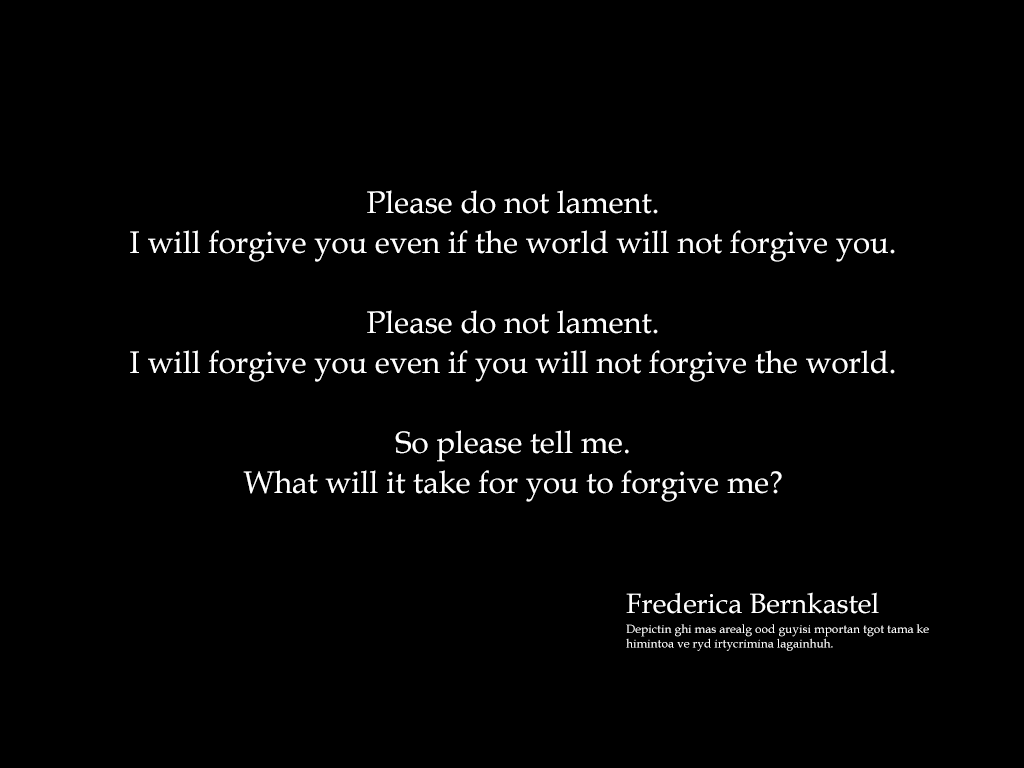 Please do not lament.
I will forgive you even if the world will not forgive you.
Please do not lament.
I will forgive you even if you will not forgive the world.
So please tell me.
What will it take for you to forgive me?
Frederica Bernkastel
Depictin ghi mas arealg ood guyisi mportan tgot tama ke
himintoa ve ryd irtycrimina lagainhuh.